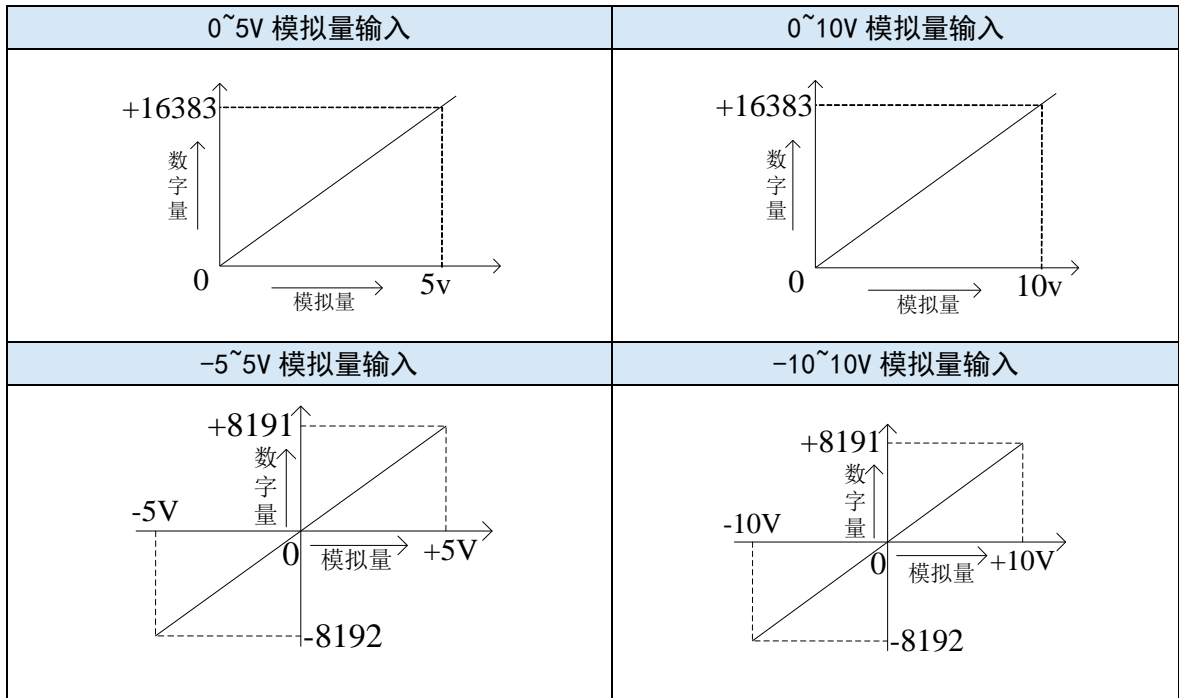 0~5V 模拟量输入
0~10V 模拟量输入
+16383
数字量
0
模拟量
5v
+16383
数字量
0
模拟量
10v
-5~5V 模拟量输入
-10~10V 模拟量输入
+8191
数字量
-5V
0
模拟量
+5V
-8192
+8191
数字量
-10V
0
模拟量
+10V
-8192